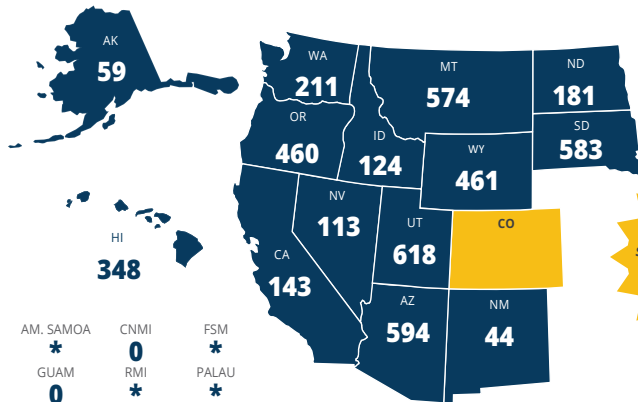 AK
59
WA
211
MT
574
ND
181
OR
460
ID
124
WY
461
SD
583
HI
348
NV
113
UT
618
CO
CA
143
AZ
594
NM
44
AM. SAMOA CNMI FSM
* 0 *
GUAM RMI PALAU
0 * *